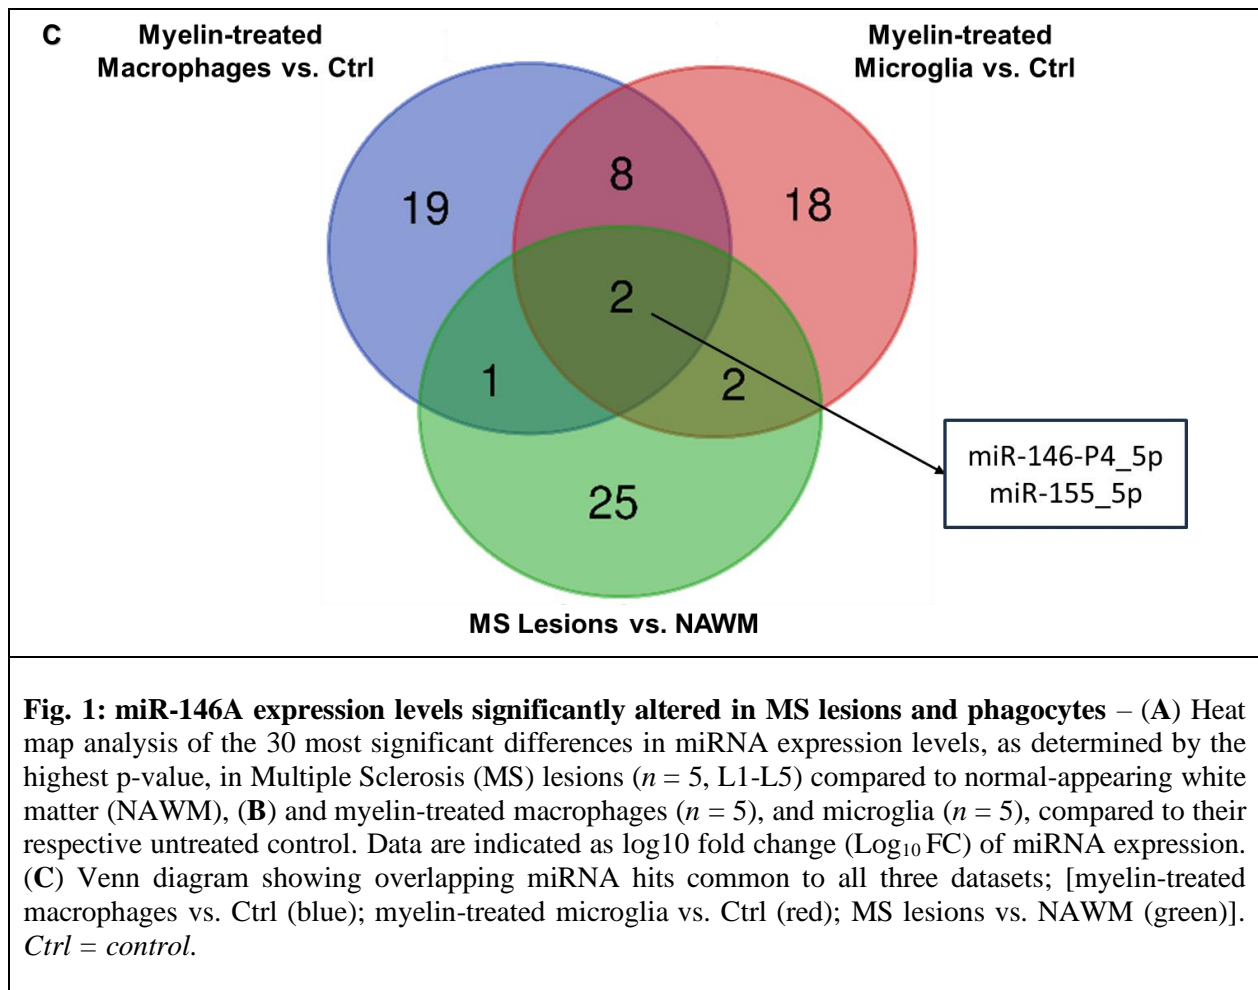 C
Myelin-treated
Macrophages vs. Ctrl
Myelin-treated
Microglia vs. Ctrl
8
19
18
2
1
2
miR-146-P4_5p
miR-155_5p
25
MS Lesions vs. NAWM
Fig. 1: miR-146A expression levels significantly altered in MS lesions and phagocytes – (A) Heat
map analysis of the 30 most significant differences in miRNA expression levels, as determined by the
highest p-value, in Multiple Sclerosis (MS) lesions (n = 5, L1-L5) compared to normal-appearing white
matter (NAWM), (B) and myelin-treated macrophages (n = 5), and microglia (n = 5), compared to their
respective untreated control. Data are indicated as log10 fold change (Log₁₀ FC) of miRNA expression.
(C) Venn diagram showing overlapping miRNA hits common to all three datasets; [myelin-treated
macrophages vs. Ctrl (blue); myelin-treated microglia vs. Ctrl (red); MS lesions vs. NAWM (green)].
Ctrl = control.